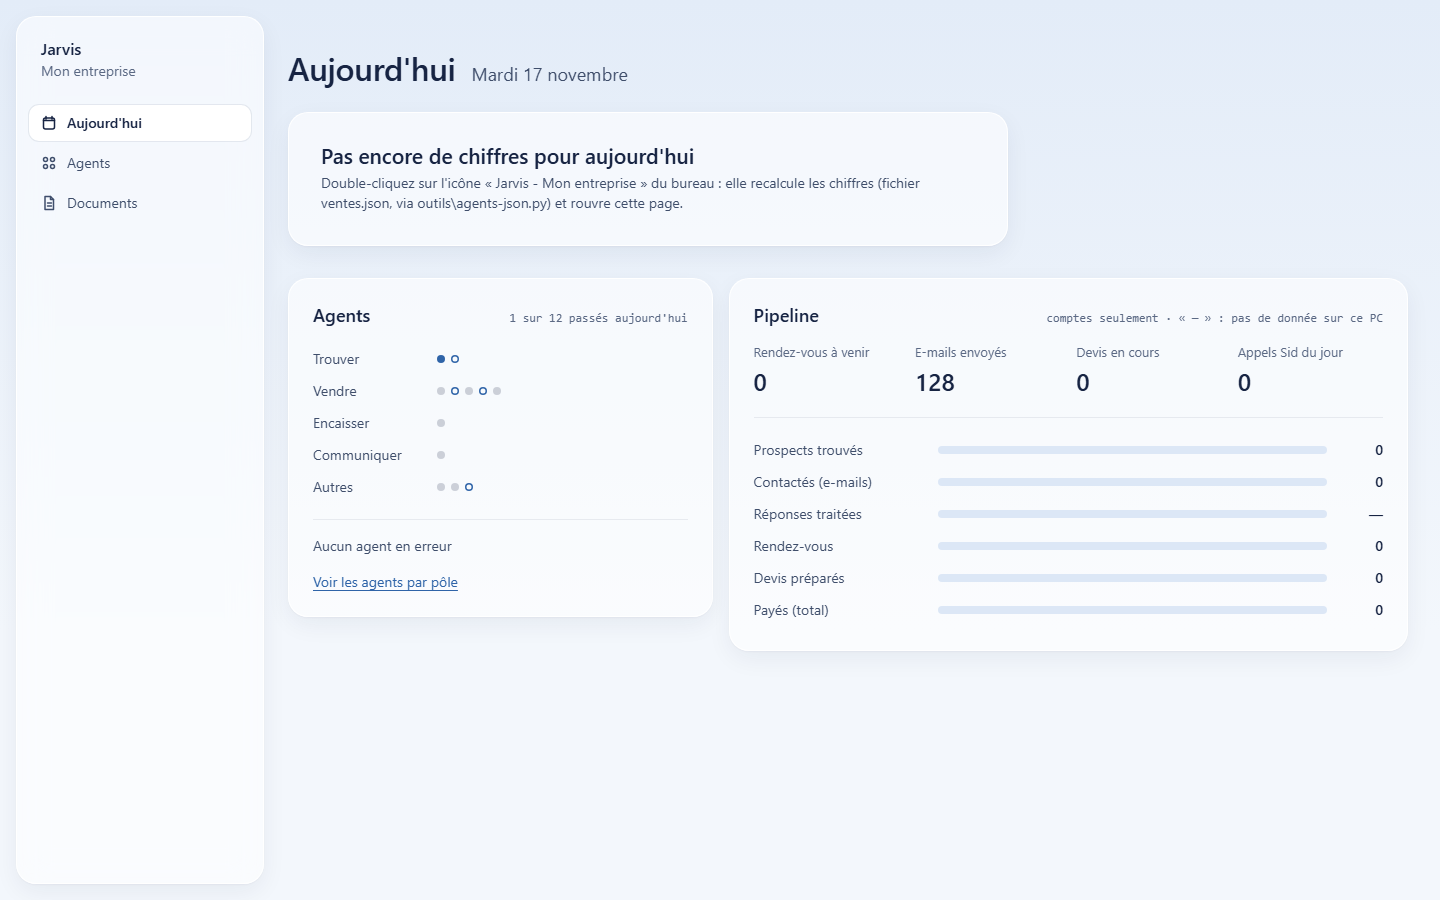 Jarvis
Mon entreprise
Aujourd'hui
Agents
Documents
Aujourd'hui Mardi 17 novembre
Pas encore de chiffres pour aujourd'hui
Double-cliquez sur l'icône « Jarvis - Mon entreprise » du bureau : elle recalcule les chiffres (fichier
ventes.json, via outils\agents-json.py) et rouvre cette page.
Agents 1 sur 12 passés aujourd'hui
Trouver
Vendre
Encaisser
Communiquer
Autres
Aucun agent en erreur
Voir les agents par pôle
Pipeline comptes seulement · « — » : pas de donnée sur ce PC
Rendez-vous à venir E-mails envoyés Devis en cours Appels Sid du jour
0 128 0 0
Prospects trouvés 0
Contactés (e-mails) 0
Réponses traitées —
Rendez-vous 0
Devis préparés 0
Payés (total) 0